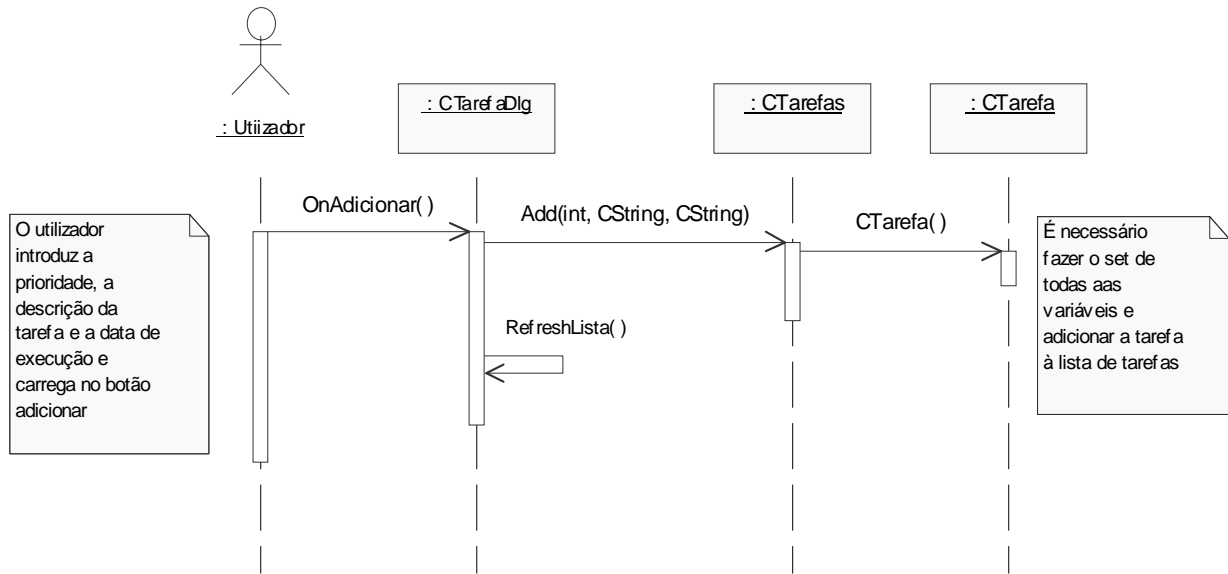 : Utiizador
: CTarefaDlg
: CTarefas
: CTarefa
O utilizador
introduz a
prioridade, a
descrição da
tarefa e a data de
execução e
carrega no botão
adicionar
OnAdicionar( )
Add(int, CString, CString)
CTarefa( )
RefreshLista( )
É necessário
fazer o set de
todas aas
variáveis e
adicionar a tarefa
à lista de tarefas